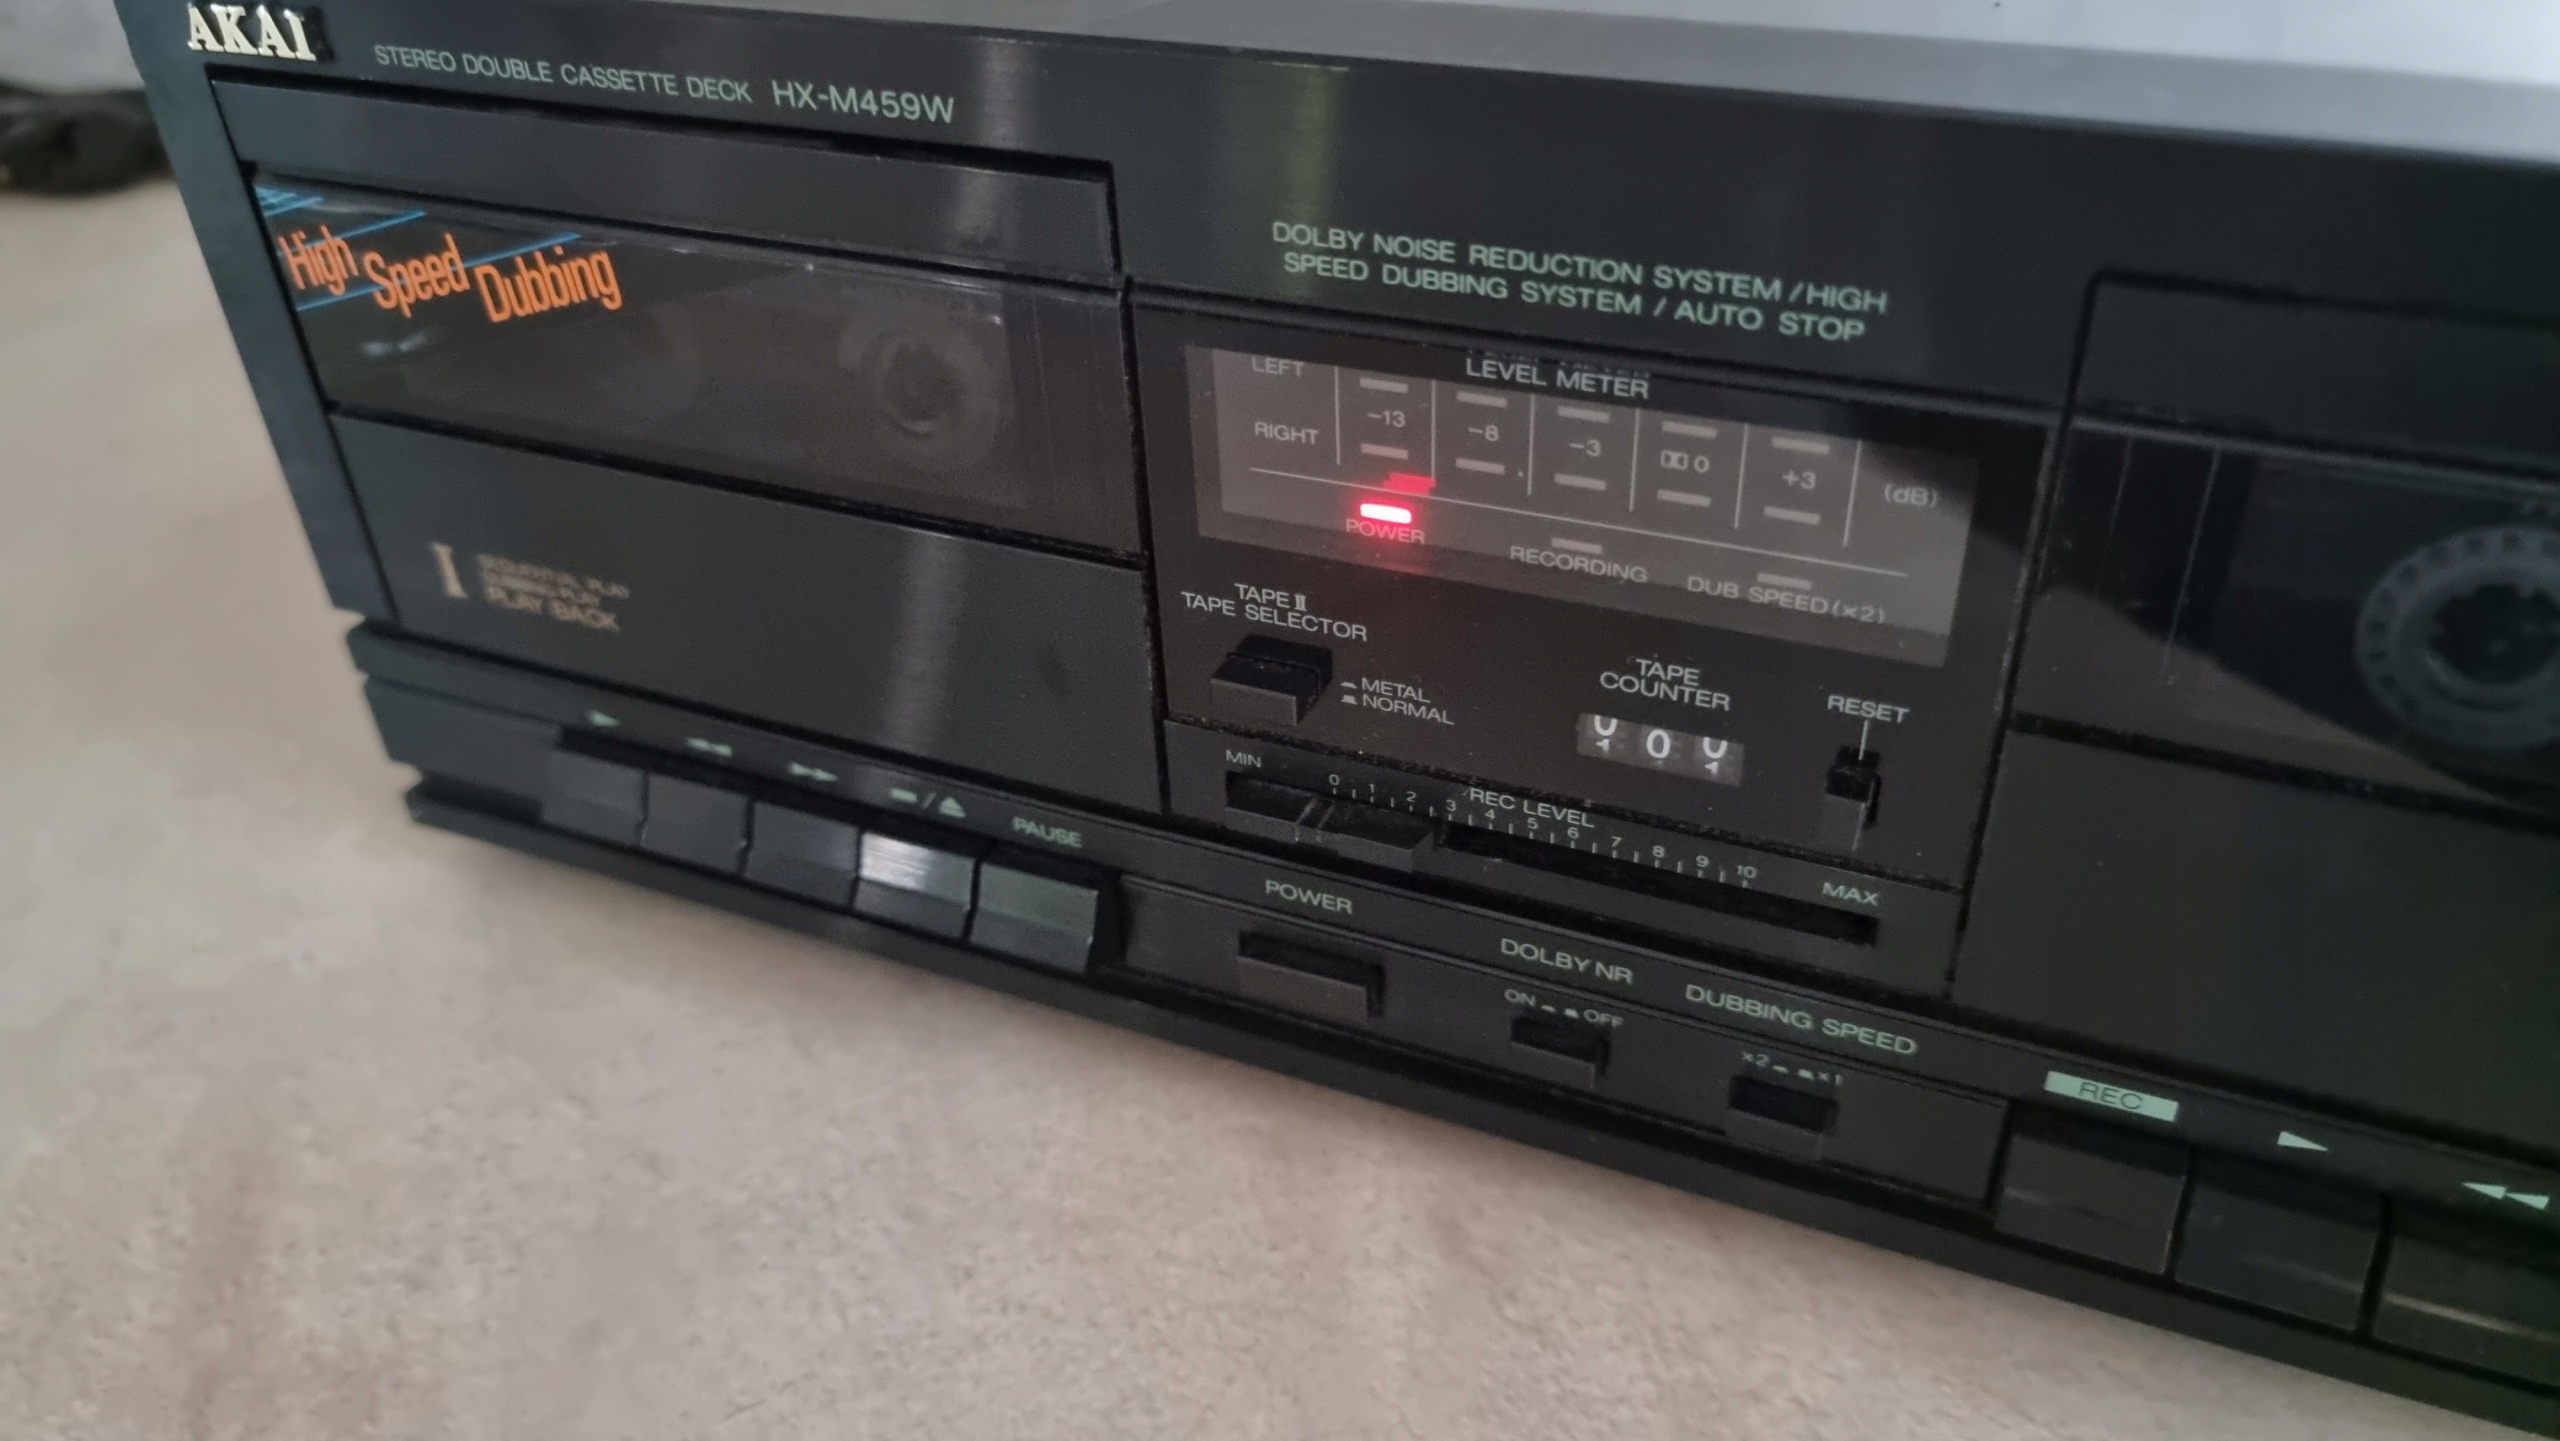 AKAI
STEREO DOUBLE CASSETTE DECK HX-M459W
High Speed Dubbing
DOLBY NOISE REDUCTION SYSTEM/HIGH
SPEED DUBBING SYSTEM/AUTO STOP
LEVEL METER
LEFT
-13 -8 -3 0 +3 (dB)
RIGHT
POWER RECORDING DUB SPEED(×2)
I
PLAY BACK
TAPE II
TAPE SELECTOR
METAL
NORMAL
TAPE
COUNTER
RESET
0
MIN 0 1 2 3 4 5 6 7 8 9 10 MAX
REC LEVEL
PAUSE
POWER
DOLBY NR
ON OFF
DUBBING SPEED
×2 ×1
REC